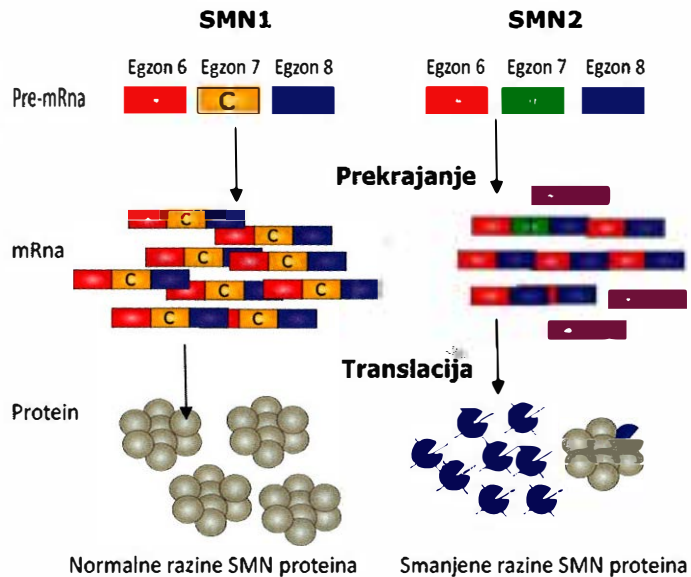 SMN1
SMN2
Egzon 6 Egzon 7 Egzon 8
Egzon 6 Egzon 7 Egzon 8
Pre-mRna
C
Prekrajanje
mRna
C
C
C
C
C
C
C
C
C
Translacija
Protein
Normalne razine SMN proteina
Smanjene razine SMN proteina